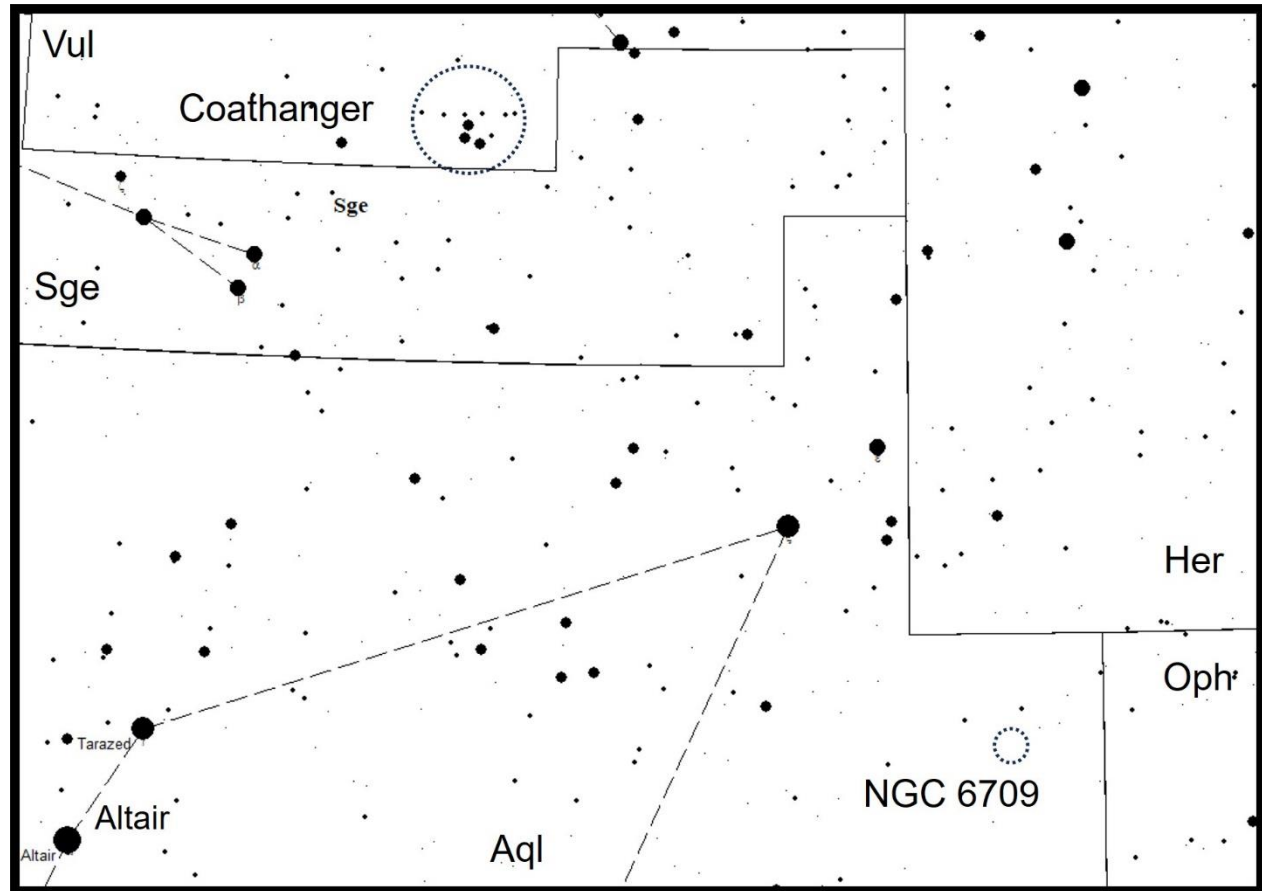 Vul
Coathanger
ζ
Sge
α
Sge
β
ε
ζ
Her
Oph
Tarazed
γ
NGC 6709
Altair
Aql
Altair